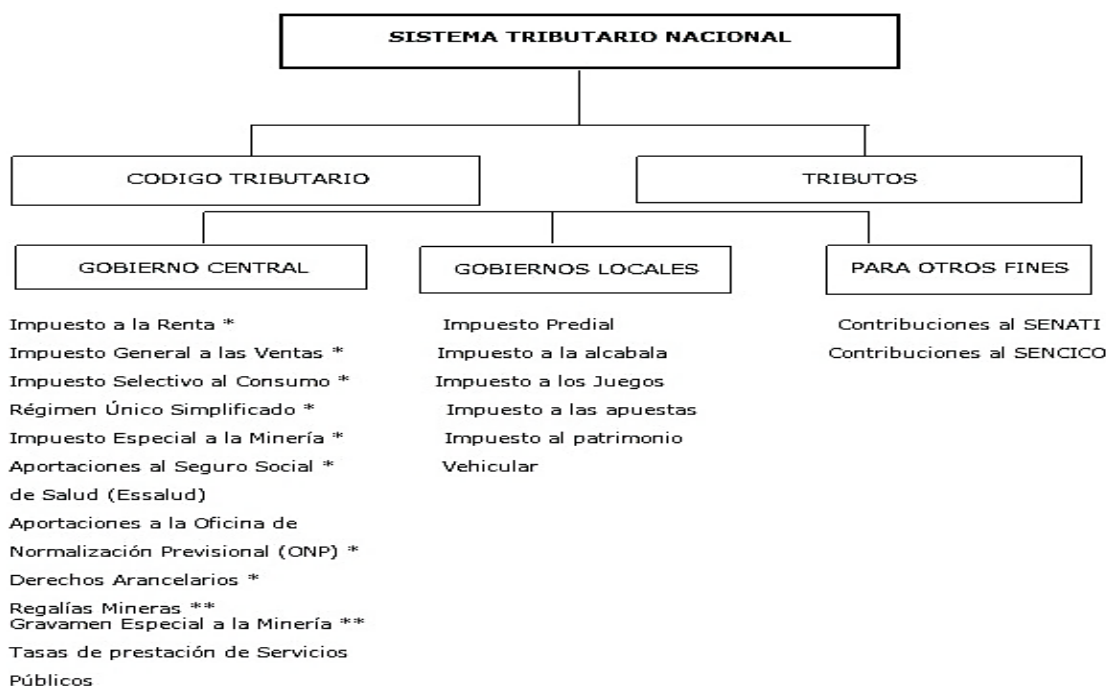 SISTEMA TRIBUTARIO NACIONAL
CODIGO TRIBUTARIO
TRIBUTOS
GOBIERNO CENTRAL
GOBIERNOS LOCALES
PARA OTROS FINES
Impuesto a la Renta *
Impuesto General a las Ventas *
Impuesto Selectivo al Consumo *
Régimen Único Simplificado *
Impuesto Especial a la Minería *
Aportaciones al Seguro Social *
de Salud (Essalud)
Aportaciones a la Oficina de
Normalización Previsional (ONP) *
Derechos Arancelarios *
Regalías Mineras **
Gravamen Especial a la Minería **
Tasas de prestación de Servicios
Públicos
Impuesto Predial
Impuesto a la alcabala
Impuesto a los Juegos
Impuesto a las apuestas
Impuesto al patrimonio
Vehicular
Contribuciones al SENATI
Contribuciones al SENCICO